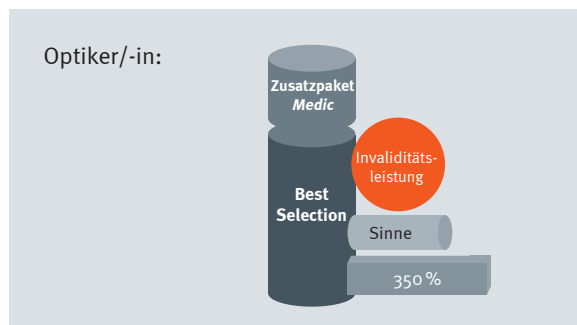 Optiker/-in:
Zusatzpaket
Medic
Invaliditäts-
leistung
Best
Selection
Sinne
350 %